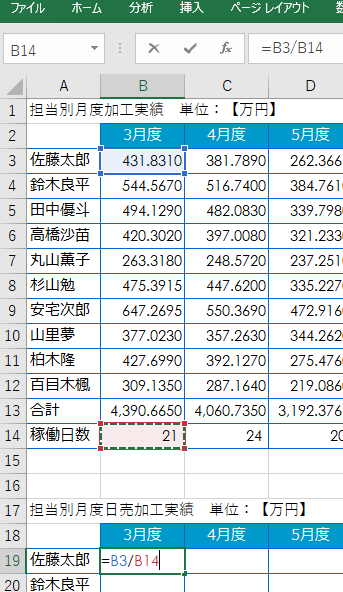 ファイル ホーム 分析 挿入 ページ レイアウト 数
B14 fx =B3/B14
A B C D
1 担当別月度加工実績 単位：【万円】
2 3月度 4月度 5月度
3 佐藤太郎 431.8310 381.7890 262.366
4 鈴木良平 544.5670 516.7400 384.761
5 田中優斗 494.1290 482.0830 339.798
6 高橋沙苗 420.3020 397.0080 321.233
7 丸山薫子 263.3180 248.5720 237.251
8 杉山勉 475.3915 447.6200 335.227
9 安宅次郎 647.2695 550.3690 472.916
10 山里夢 377.0230 357.2630 344.262
11 柏木隆 427.6990 392.1270 275.476
12 百目木楓 309.1350 287.1640 219.086
13 合計 4,390.6650 4,060.7350 3,192.376
14 稼働日数 21 24 20
15
16
17 担当別月度日売加工実績 単位：【万円】
18 3月度 4月度 5月度
19 佐藤太郎 =B3/B14
20 鈴木良平